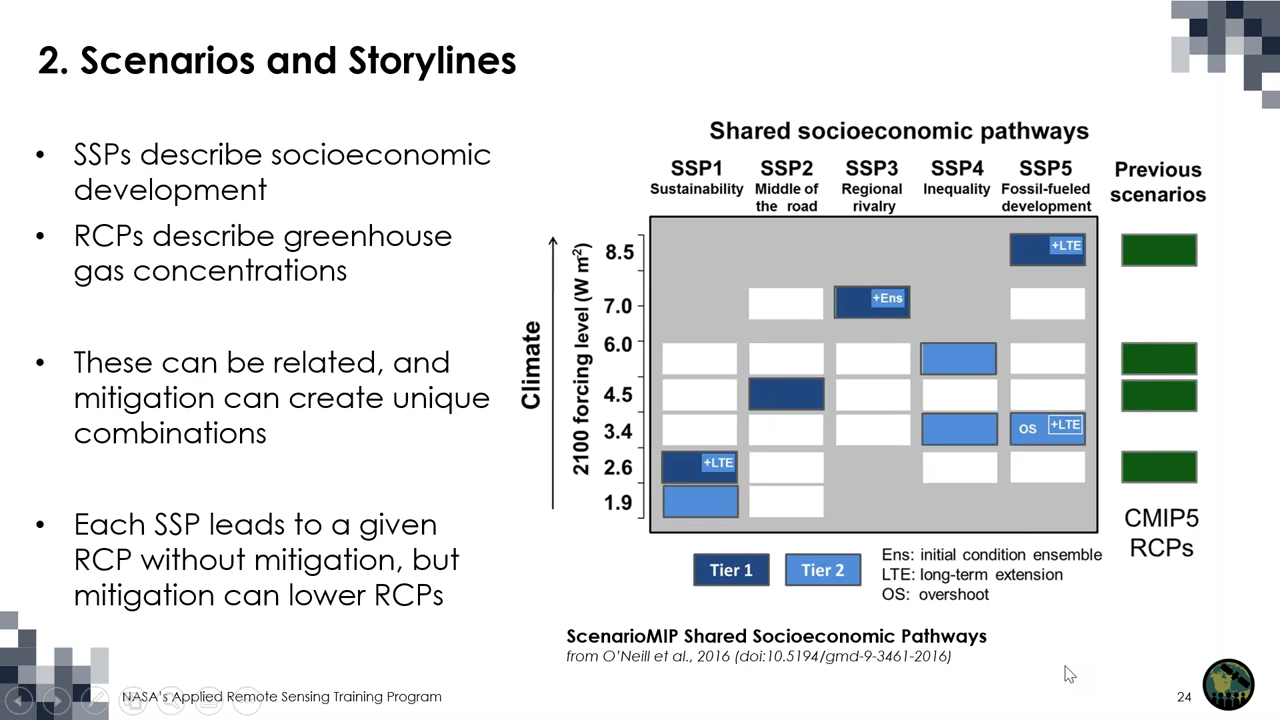 2. Scenarios and Storylines
• SSPs describe socioeconomic
development
• RCPs describe greenhouse
gas concentrations
• These can be related, and
mitigation can create unique
combinations
• Each SSP leads to a given
RCP without mitigation, but
mitigation can lower RCPs
Shared socioeconomic pathways
SSP1
Sustainability
SSP2
Middle of
the road
SSP3
Regional
rivalry
SSP4
Inequality
SSP5
Fossil-fueled
development
Previous
scenarios
Climate
2100 forcing level (W m-2)
8.5
+LTE
7.0
+Ens
6.0
4.5
3.4
OS +LTE
2.6
+LTE
1.9
CMIP5
RCPs
Tier 1
Tier 2
Ens: initial condition ensemble
LTE: long-term extension
OS: overshoot
ScenarioMIP Shared Socioeconomic Pathways
from O'Neill et al., 2016 (doi:10.5194/gmd-9-3461-2016)
NASA's Applied Remote Sensing Training Program
24